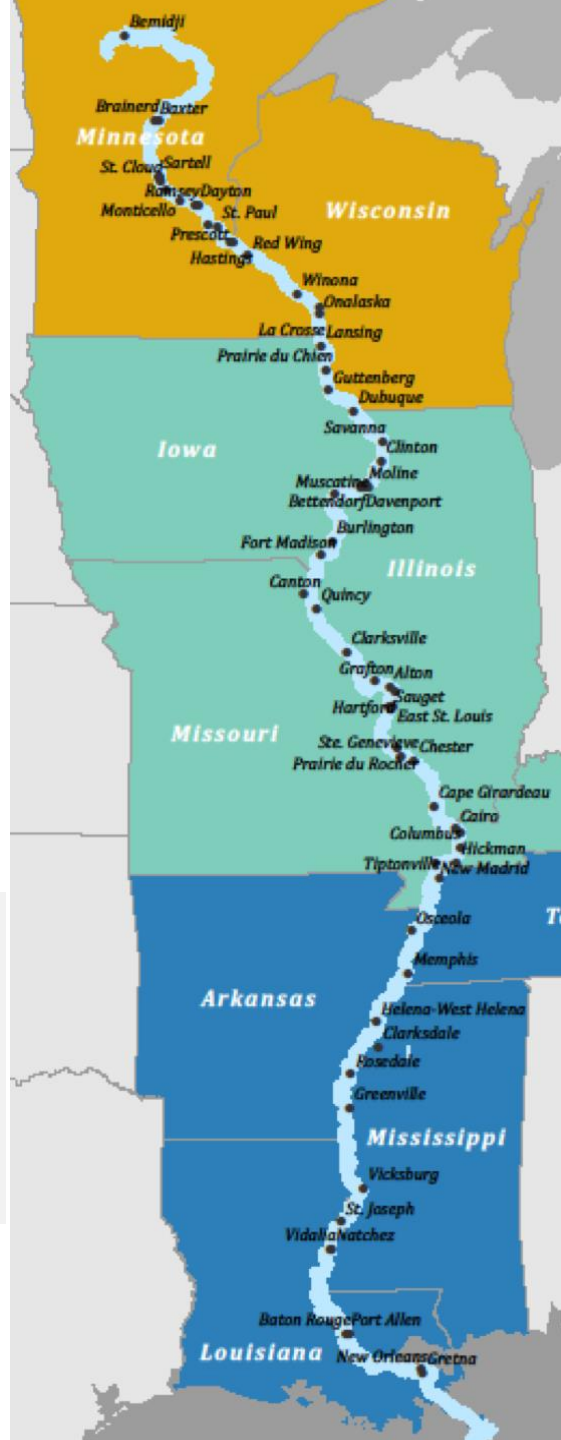 Bemidji
Brainerd Baxter
Minnesota
St. Cloud Sartell
Ramsey Dayton
Monticello
St. Paul
Wisconsin
Prescott
Hastings Red Wing
Winona
Onalaska
La Crosse Lansing
Prairie du Chien
Guttenberg
Dubuque
Savanna
Iowa
Clinton
Moline
Muscatine
Bettendorf Davenport
Burlington
Fort Madison
Illinois
Canton
Quincy
Clarksville
Grafton Alton
Sauget
Hartford
East St. Louis
Missouri
Ste. Genevieve Chester
Prairie du Rocher
Cape Girardeau
Cairo
Columbus
Hickman
Tiptonville New Madrid
Osceola
Te
Memphis
Arkansas
Helena-West Helena
Clarksdale
Rosedale
Greenville
Mississippi
Vicksburg
St. Joseph
Vidalia Natchez
Baton Rouge Port Allen
Louisiana
New Orleans Gretna